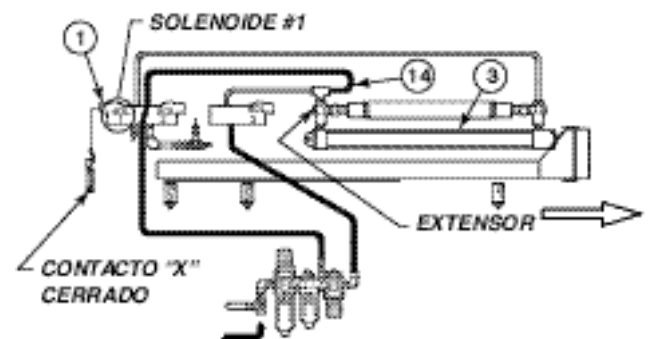 SOLENOIDE #1
1
14
3
EXTENSOR
CONTACTO "X"
CERRADO